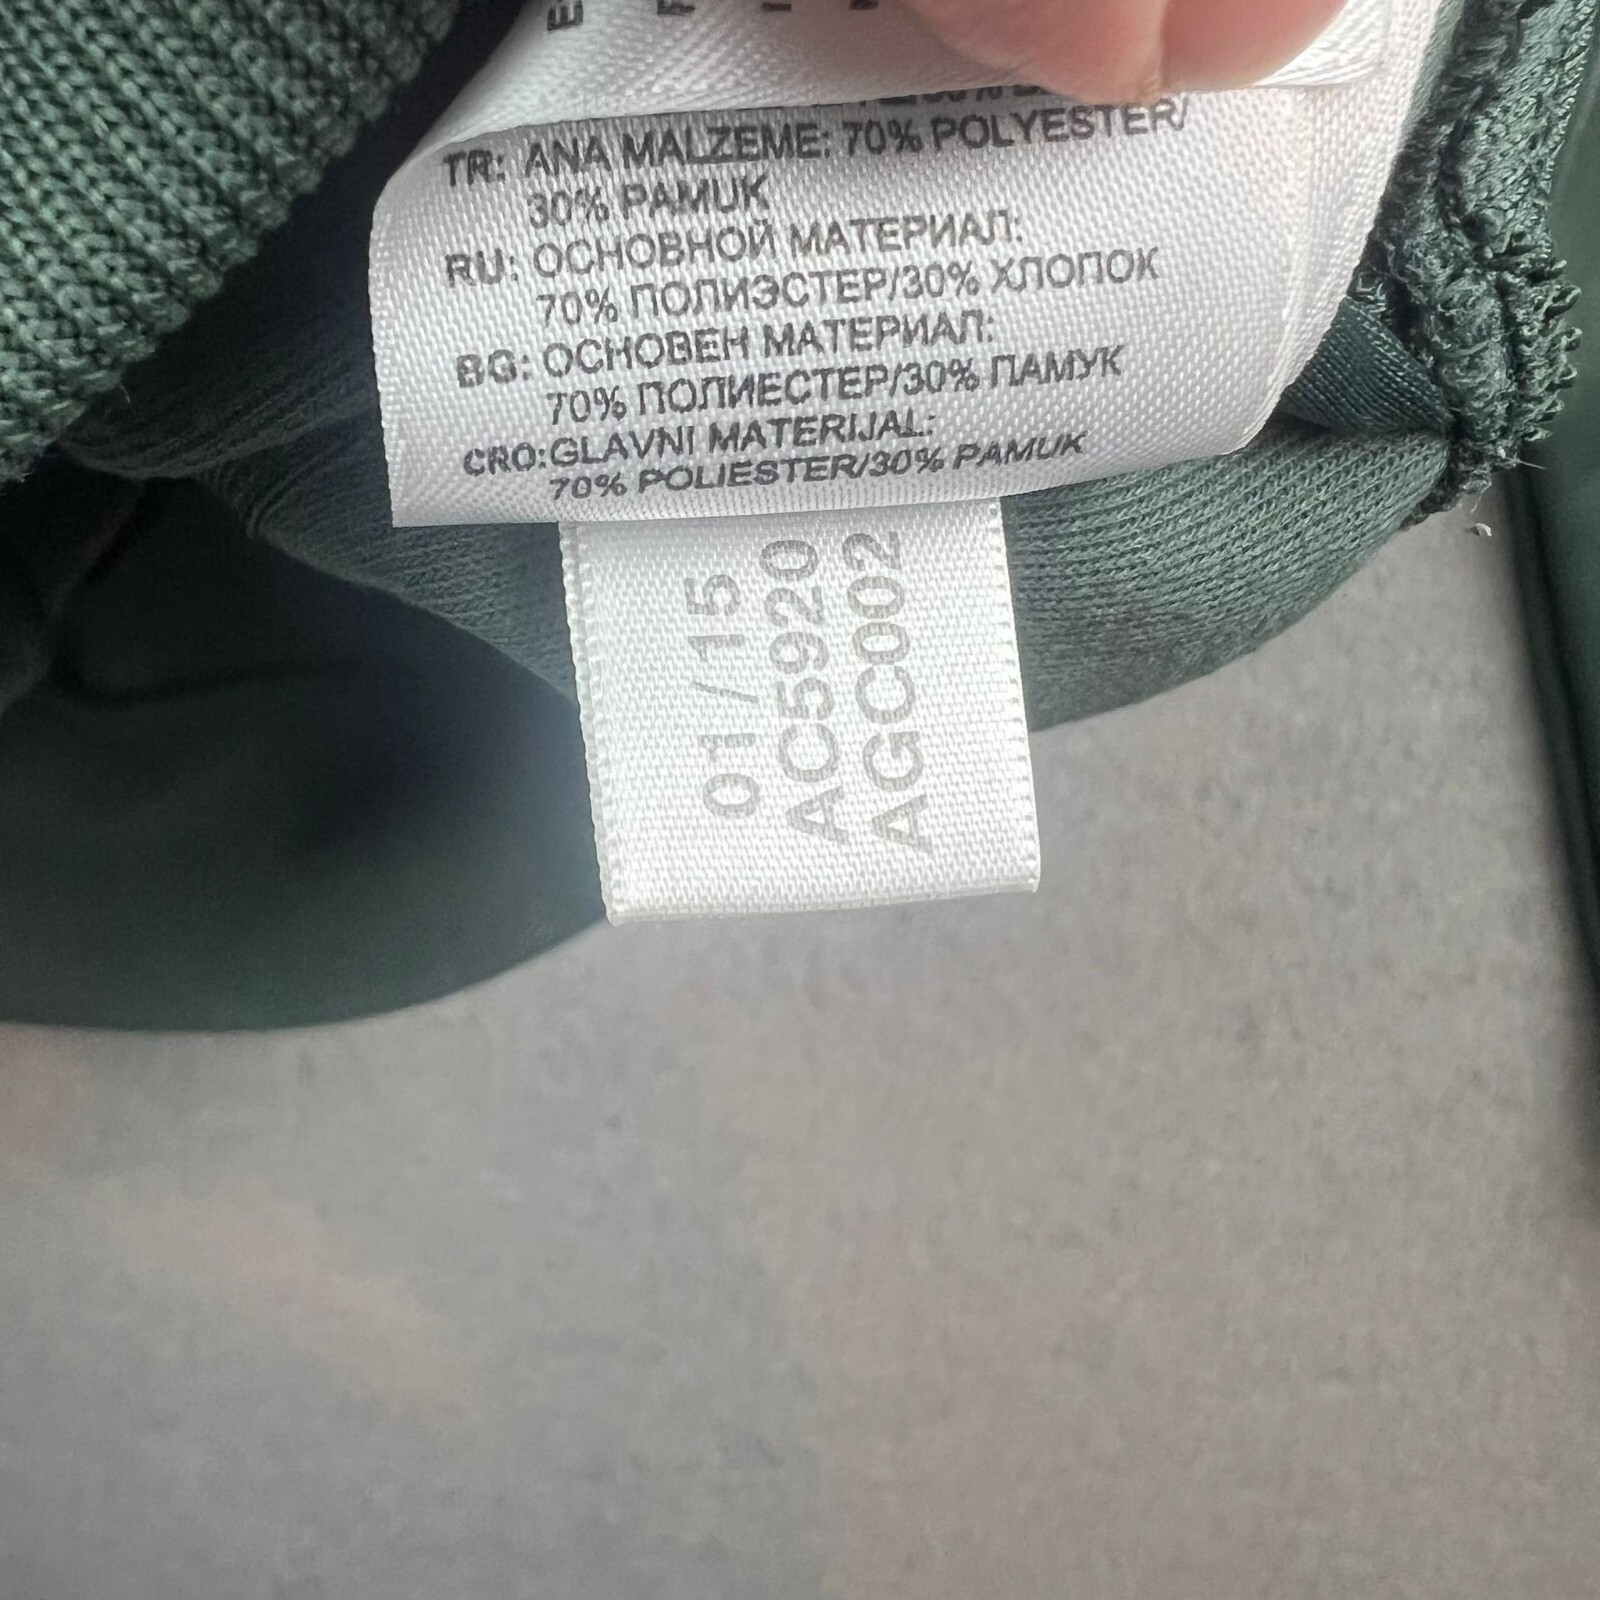 TR: ANA MALZEME: 70% POLYESTER/
30% PAMUK
RU: ОСНОВНОЙ МАТЕРИАЛ:
70% ПОЛИЭСТЕР/30% ХЛОПОК
BG: ОСНОВЕН МАТЕРИАЛ:
70% ПОЛИЕСТЕР/30% ПАМУК
CRO: GLAVNI MATERIJAL:
70% POLIESTER/30% PAMUK
01/15
AC5920
AGC002